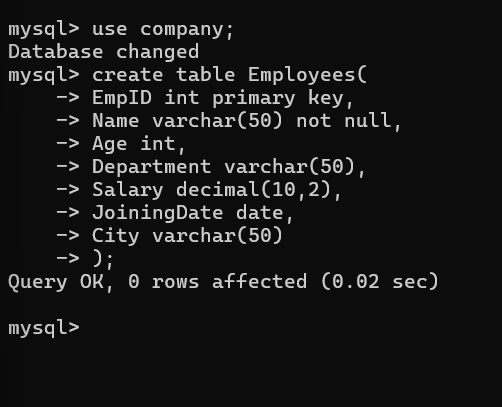 mysql> use company;
Database changed
mysql> create table Employees(
    -> EmpID int primary key,
    -> Name varchar(50) not null,
    -> Age int,
    -> Department varchar(50),
    -> Salary decimal(10,2),
    -> JoiningDate date,
    -> City varchar(50)
    -> );
Query OK, 0 rows affected (0.02 sec)
mysql>